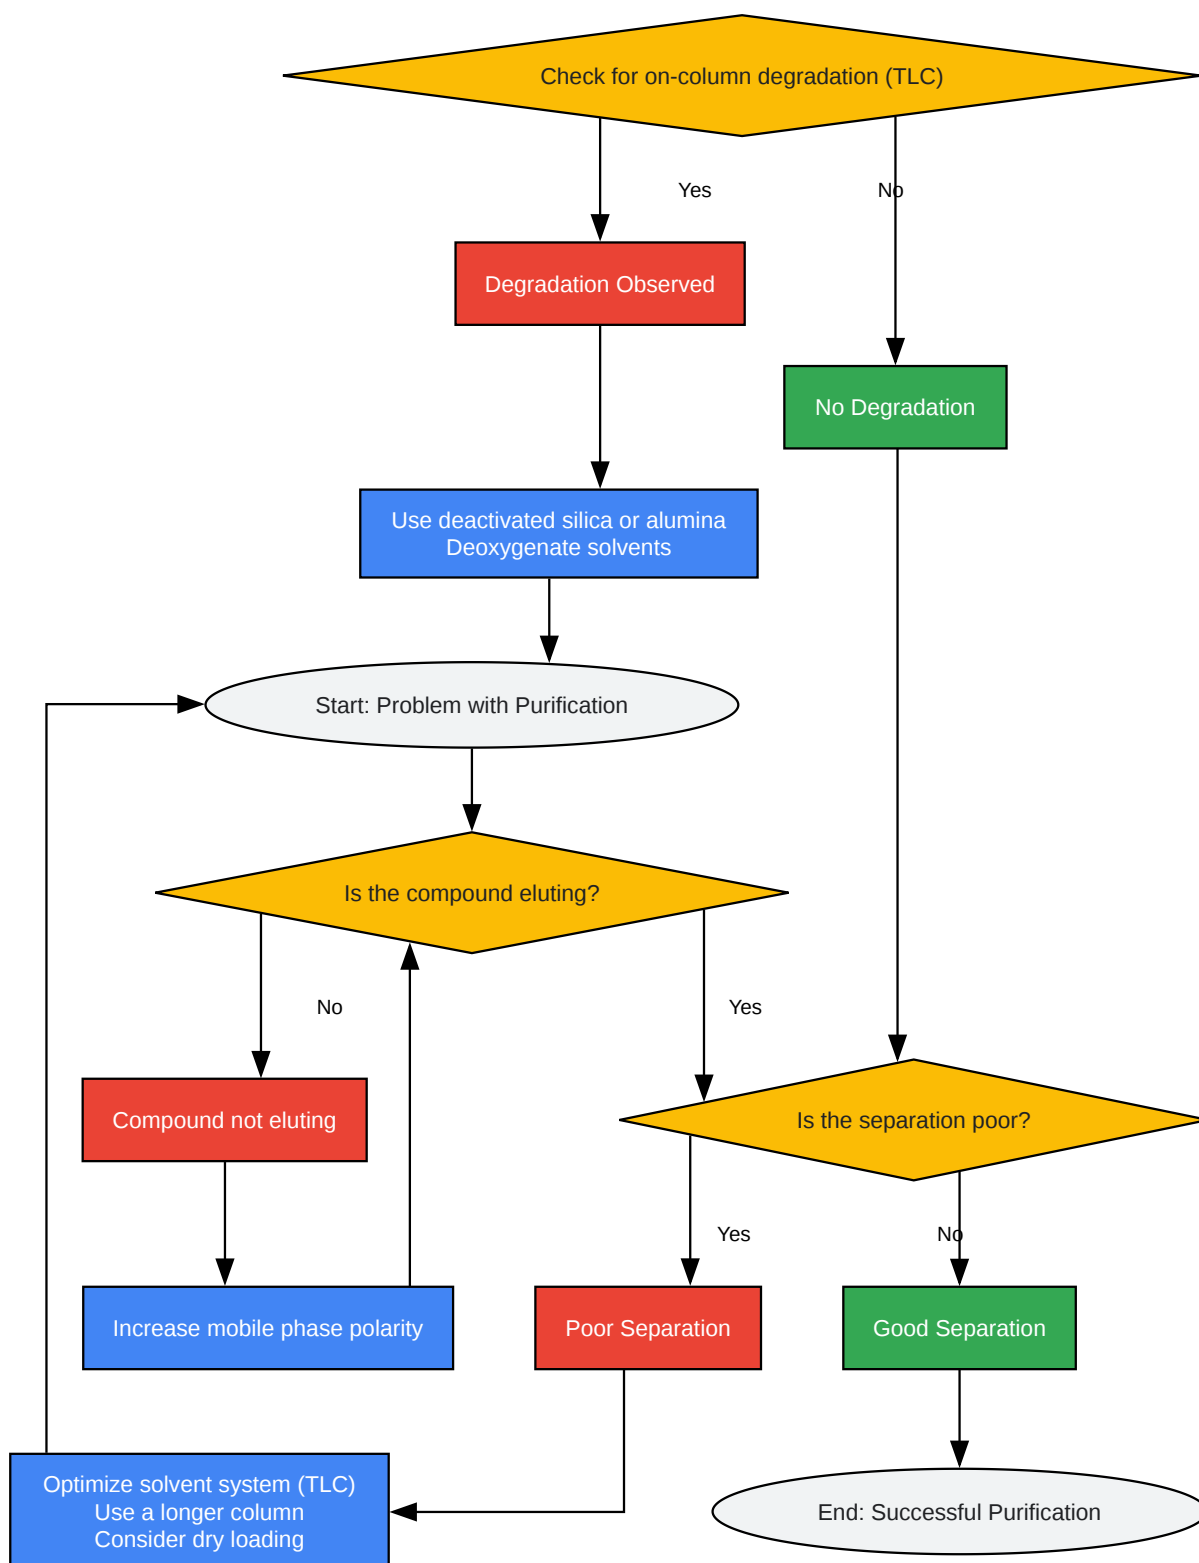 Check for on-column degradation (TLC)
Yes
No
Degradation Observed
No Degradation
Use deactivated silica or alumina
Deoxygenate solvents
Start: Problem with Purification
Is the compound eluting?
No
Yes
Compound not eluting
Is the separation poor?
Yes
No
Increase mobile phase polarity
Poor Separation
Good Separation
Optimize solvent system (TLC)
Use a longer column
Consider dry loading
End: Successful Purification